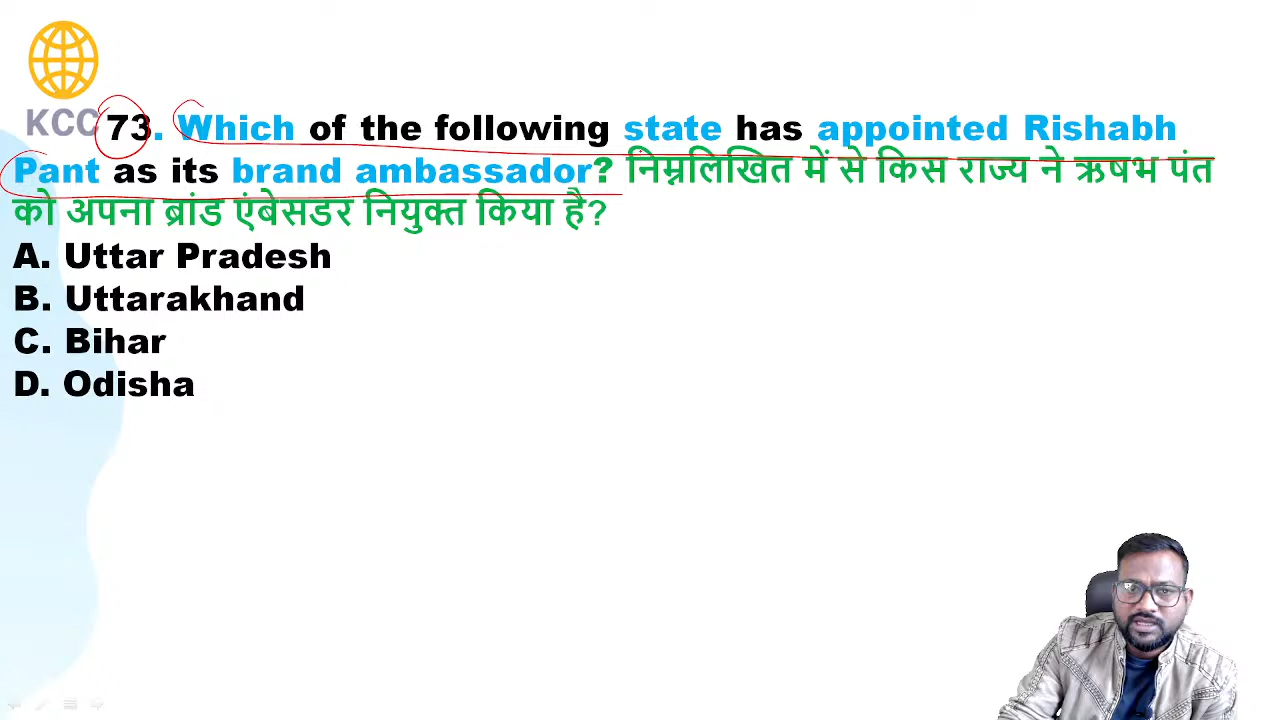 KCC
73. Which of the following state has appointed Rishabh
Pant as its brand ambassador? निम्नलिखित में से किस राज्य ने ऋषभ पंत
को अपना ब्रांड एंबेसडर नियुक्त किया है?
A. Uttar Pradesh
B. Uttarakhand
C. Bihar
D. Odisha